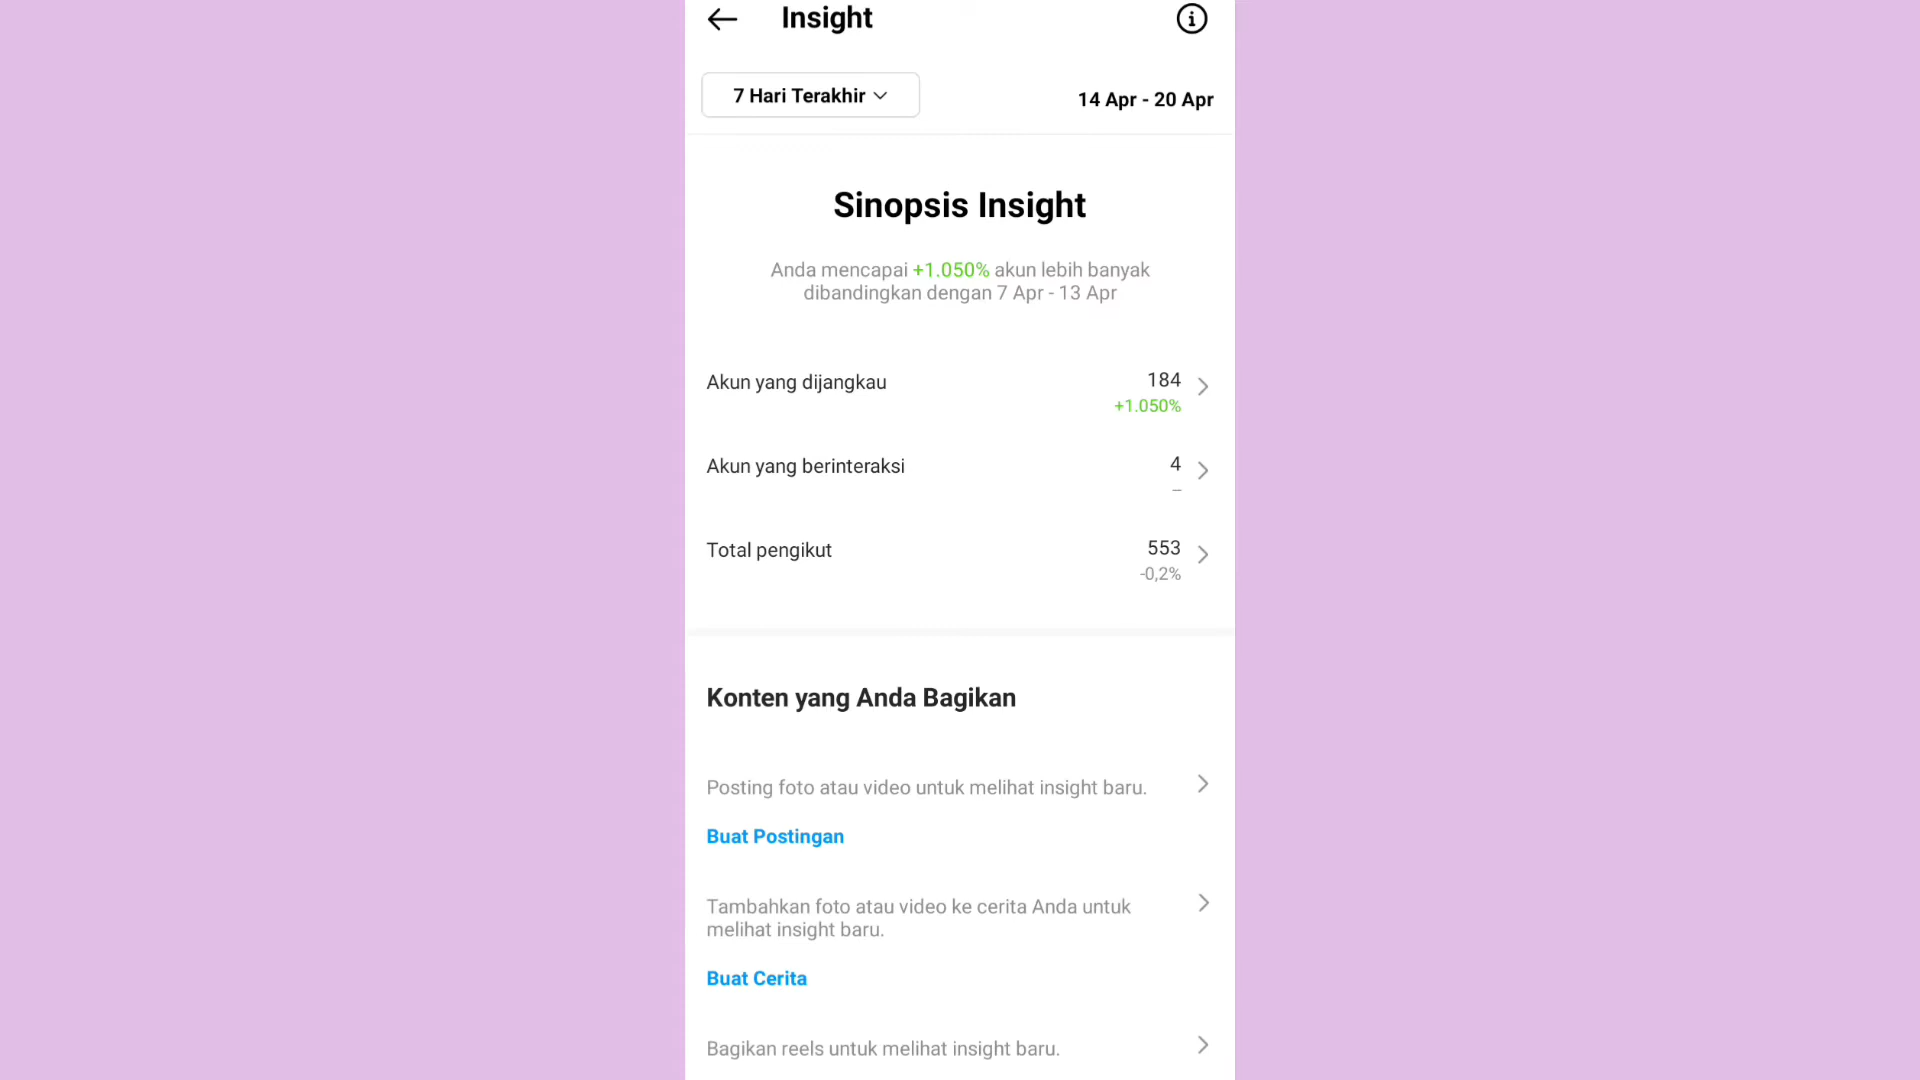 Insight
7 Hari Terakhir
14 Apr - 20 Apr
Sinopsis Insight
Anda mencapai +1.050% akun lebih banyak
dibandingkan dengan 7 Apr - 13 Apr
Akun yang dijangkau
184
+1.050%
Akun yang berinteraksi
4
--
Total pengikut
553
-0,2%
Konten yang Anda Bagikan
Posting foto atau video untuk melihat insight baru.
Buat Postingan
Tambahkan foto atau video ke cerita Anda untuk
melihat insight baru.
Buat Cerita
Bagikan reels untuk melihat insight baru.